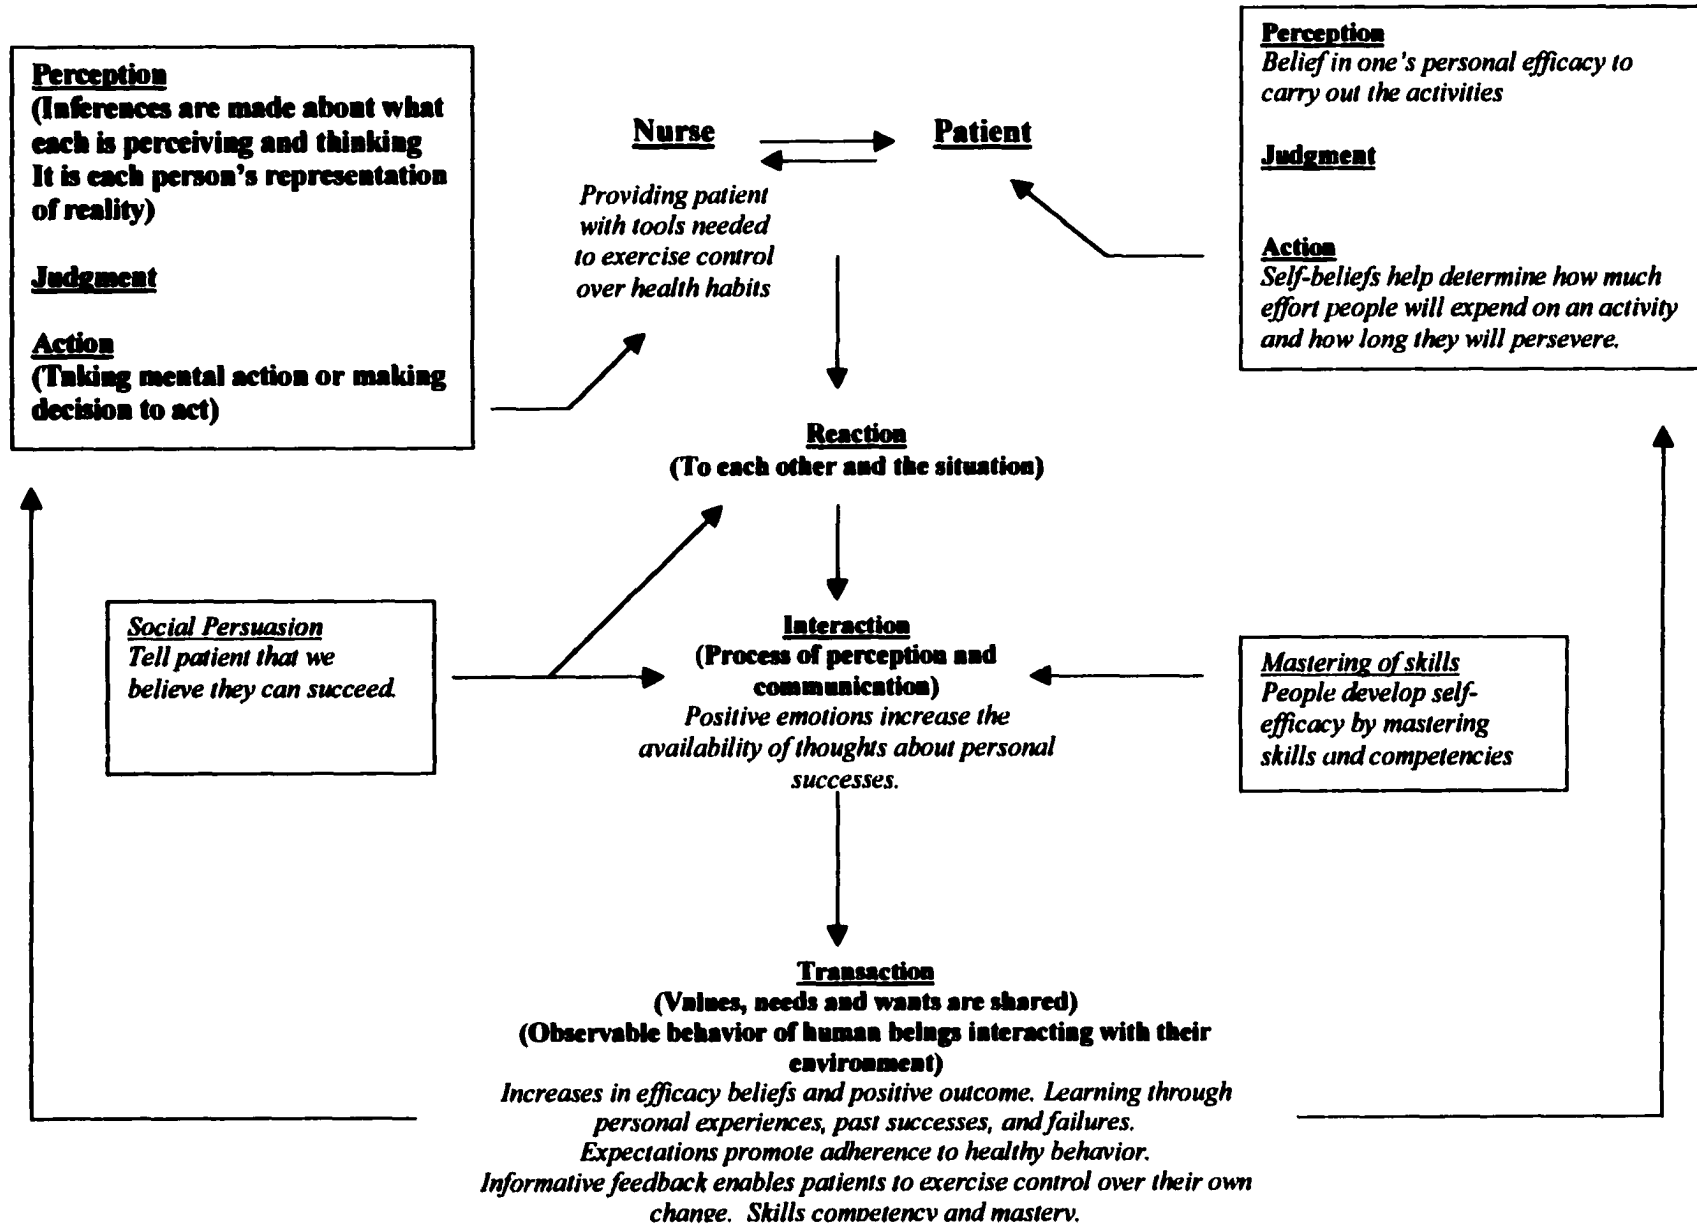 Perception
(Inferences are made about what
each is perceiving and thinking
It is each person's representation
of reality)
Judgment
Action
(Taking mental action or making
decision to act)
Nurse
Patient
Providing patient
with tools needed
to exercise control
over health habits
Perception
Belief in one's personal efficacy to
carry out the activities
Judgment
Action
Self-beliefs help determine how much
effort people will expend on an activity
and how long they will persevere.
Reaction
(To each other and the situation)
Social Persuasion
Tell patient that we
believe they can succeed.
Interaction
(Process of perception and
communication)
Positive emotions increase the
availability of thoughts about personal
successes.
Mastering of skills
People develop self-
efficacy by mastering
skills and competencies
Transaction
(Values, needs and wants are shared)
(Observable behavior of human beings interacting with their
environment)
Increases in efficacy beliefs and positive outcome. Learning through
personal experiences, past successes, and failures.
Expectations promote adherence to healthy behavior.
Informative feedback enables patients to exercise control over their own
change. Skills competency and mastery.